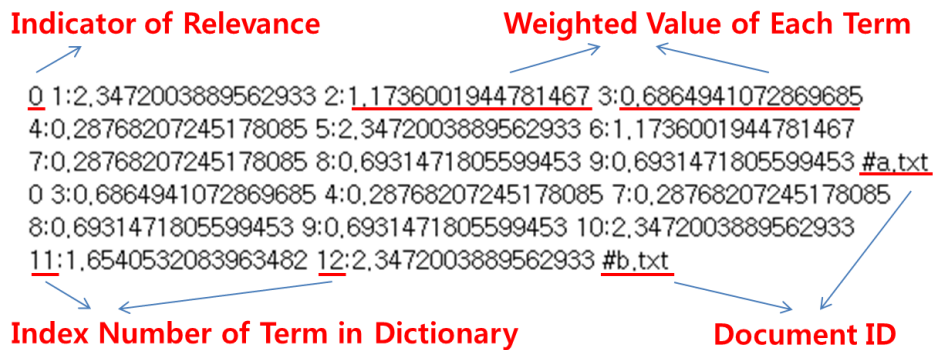 Indicator of Relevance
Weighted Value of Each Term
0 1:2,3472003889562933 2:1,1736001944781467 3:0,6864941072869685
4:0,28768207245178085 5:2,3472003889562933 6:1,1736001944781467
7:0,28768207245178085 8:0,6931471805599453 9:0,6931471805599453 #a,txt
0 3:0,6864941072869685 4:0,28768207245178085 7:0,28768207245178085
8:0,6931471805599453 9:0,6931471805599453 10:2,3472003889562933
11:1,6540532083963482 12:2,3472003889562933 #b,txt
Index Number of Term in Dictionary
Document ID